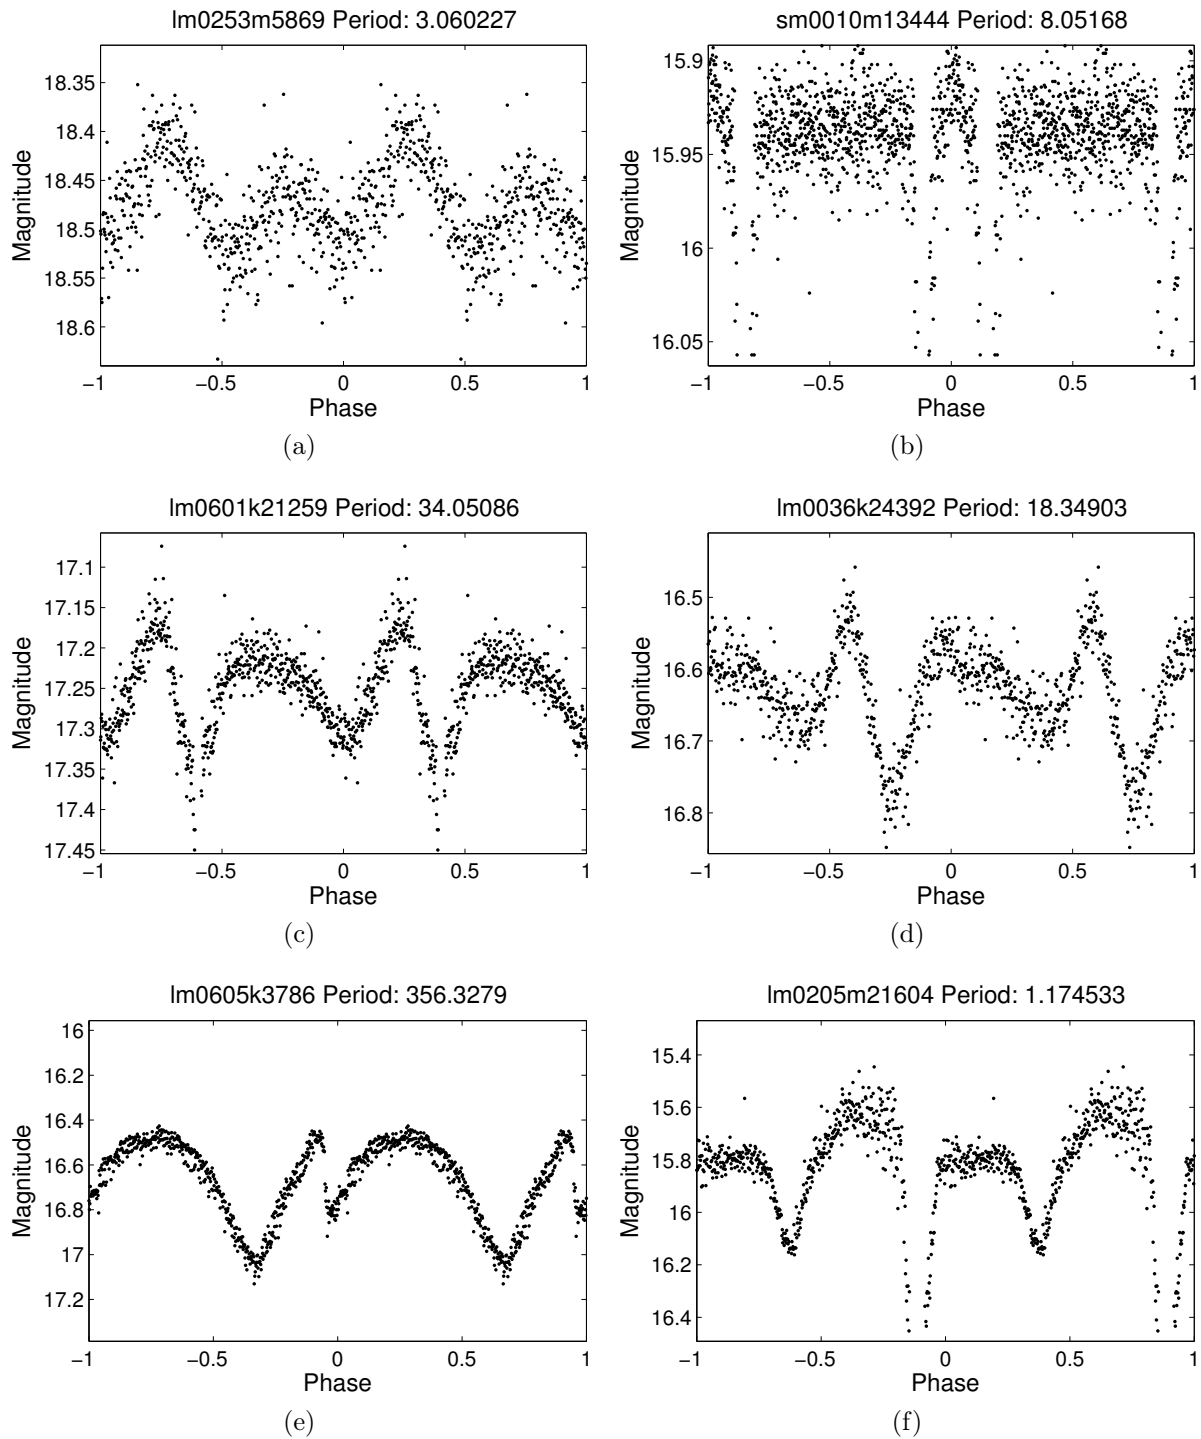 lm0253m5869 Period: 3.060227
18.35
18.4
18.45
18.5
18.55
18.6
Magnitude
−1
−0.5
0
0.5
1
Phase
(a)
sm0010m13444 Period: 8.05168
15.9
15.95
16
16.05
Magnitude
−1
−0.5
0
0.5
1
Phase
(b)
lm0601k21259 Period: 34.05086
17.1
17.15
17.2
17.25
17.3
17.35
17.4
17.45
Magnitude
−1
−0.5
0
0.5
1
Phase
(c)
lm0036k24392 Period: 18.34903
16.5
16.6
16.7
16.8
Magnitude
−1
−0.5
0
0.5
1
Phase
(d)
lm0605k3786 Period: 356.3279
16
16.2
16.4
16.6
16.8
17
17.2
Magnitude
−1
−0.5
0
0.5
1
Phase
(e)
lm0205m21604 Period: 1.174533
15.4
15.6
15.8
16
16.2
16.4
Magnitude
−1
−0.5
0
0.5
1
Phase
(f)